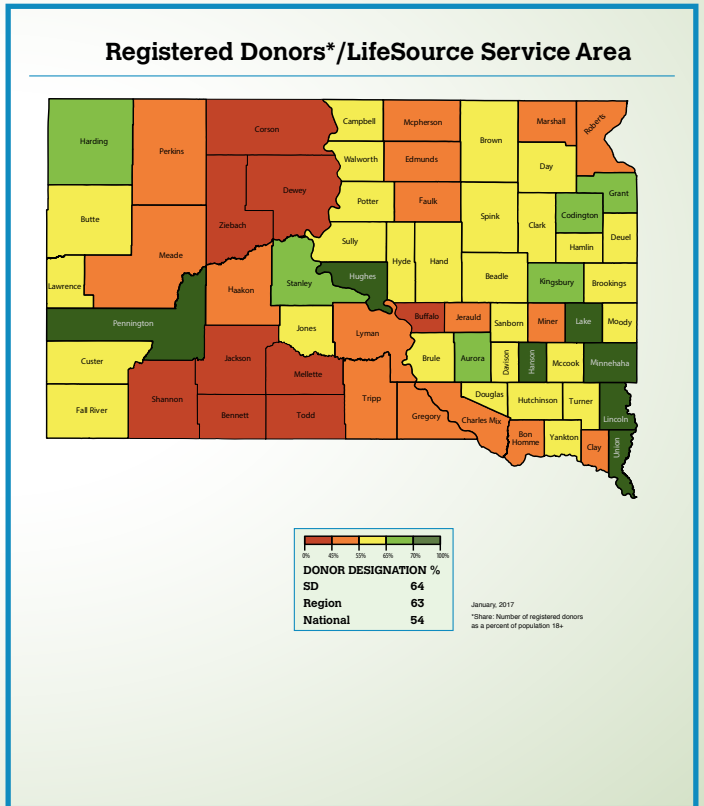 Registered Donors*/LifeSource Service Area
Harding
Perkins
Corson
Campbell
Mcpherson
Brown
Marshall
Roberts
Walworth
Edmunds
Day
Dewey
Ziebach
Potter
Faulk
Grant
Codington
Butte
Spink
Clark
Deuel
Hamlin
Meade
Sully
Hyde
Hand
Lawrence
Haakon
Stanley
Hughes
Beadle
Kingsbury
Brookings
Pennington
Buffalo
Jerauld
Sanborn
Miner
Lake
Moody
Jones
Lyman
Custer
Jackson
Brule
Aurora
Davison
Hanson
Mccook
Minnehaha
Mellette
Shannon
Tripp
Douglas
Hutchinson
Turner
Fall River
Bennett
Todd
Gregory
Charles Mix
Lincoln
Bon
Homme
Yankton
Clay
Union
0% 45% 55% 65% 70% 100%
DONOR DESIGNATION %
SD 64
Region 63
National 54
January, 2017
*Share: Number of registered donors
as a percent of population 18+